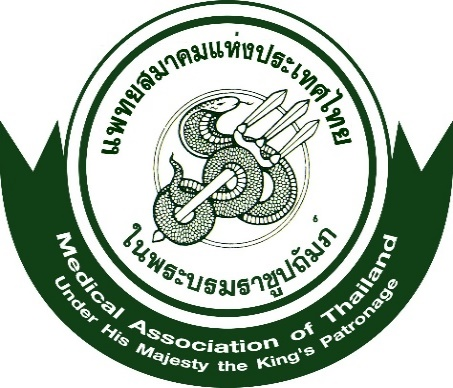 แพทยสมาคมแห่งประเทศไทย
ในพระบรมราชูปถัมภ์
Medical Association of Thailand
Under His Majesty the King's Patronage